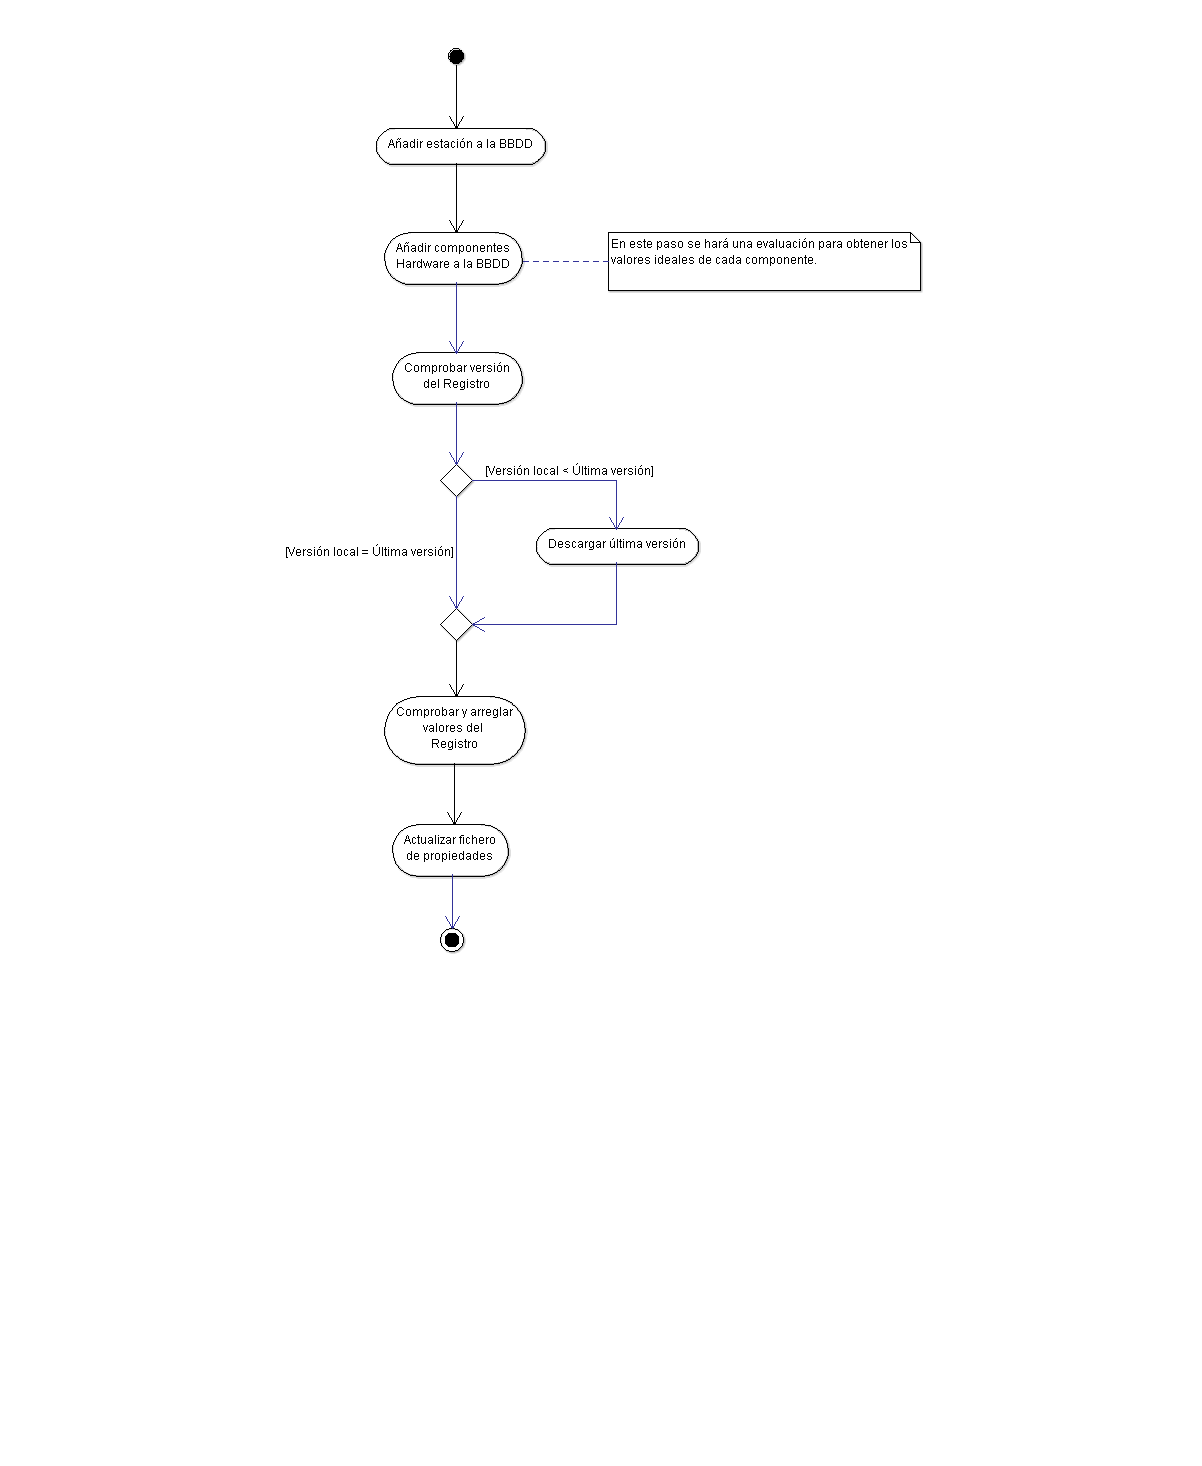 Añadir estación a la BBDD
Añadir componentes
Hardware a la BBDD
En este paso se hará una evaluación para obtener los
valores ideales de cada componente.
Comprobar versión
del Registro
[Versión local < Última versión]
[Versión local = Última versión]
Descargar última versión
Comprobar y arreglar
valores del
Registro
Actualizar fichero
de propiedades